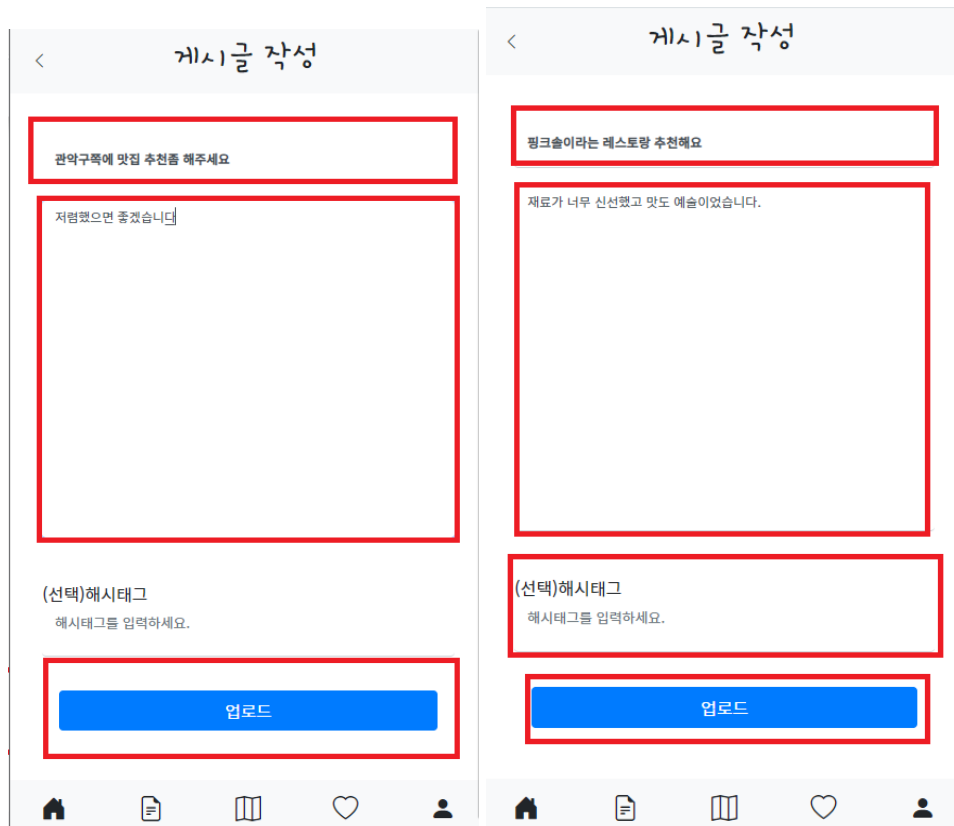 게시글 작성
관악구쪽에 맛집 추천좀 해주세요
저렴했으면 좋겠습니다
(선택)해시태그
해시태그를 입력하세요.
업로드
게시글 작성
핑크솔이라는 레스토랑 추천해요
재료가 너무 신선했고 맛도 예술이었습니다.
(선택)해시태그
해시태그를 입력하세요.
업로드